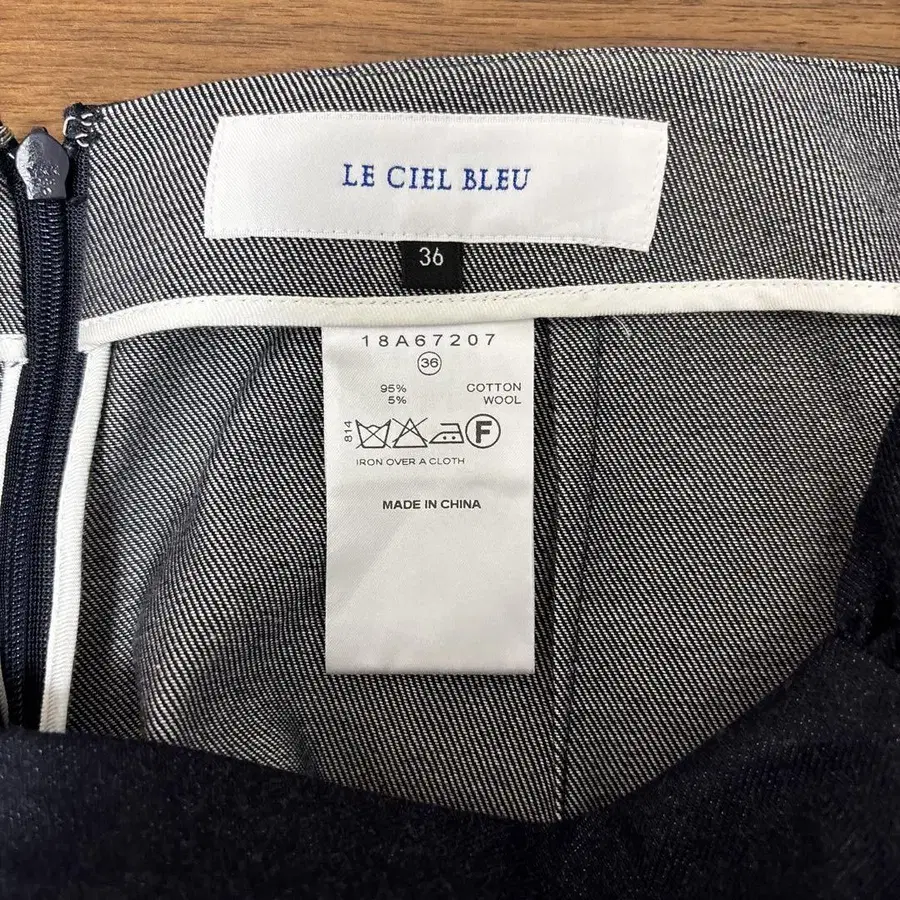 LE CIEL BLEU
36
18A67207
36
95% COTTON
5% WOOL
814
F
IRON OVER A CLOTH
MADE IN CHINA